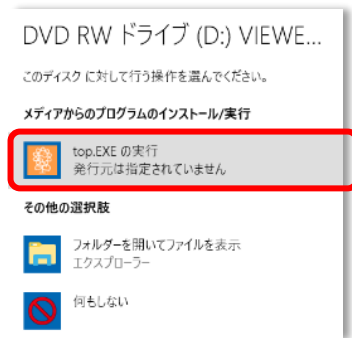 DVD RW ドライブ (D:) VIEWE...
このディスク に対して行う操作を選んでください。
メディアからのプログラムのインストール/実行
top.EXE の実行
発行元は指定されていません
その他の選択肢
フォルダーを開いてファイルを表示
エクスプローラー
何もしない